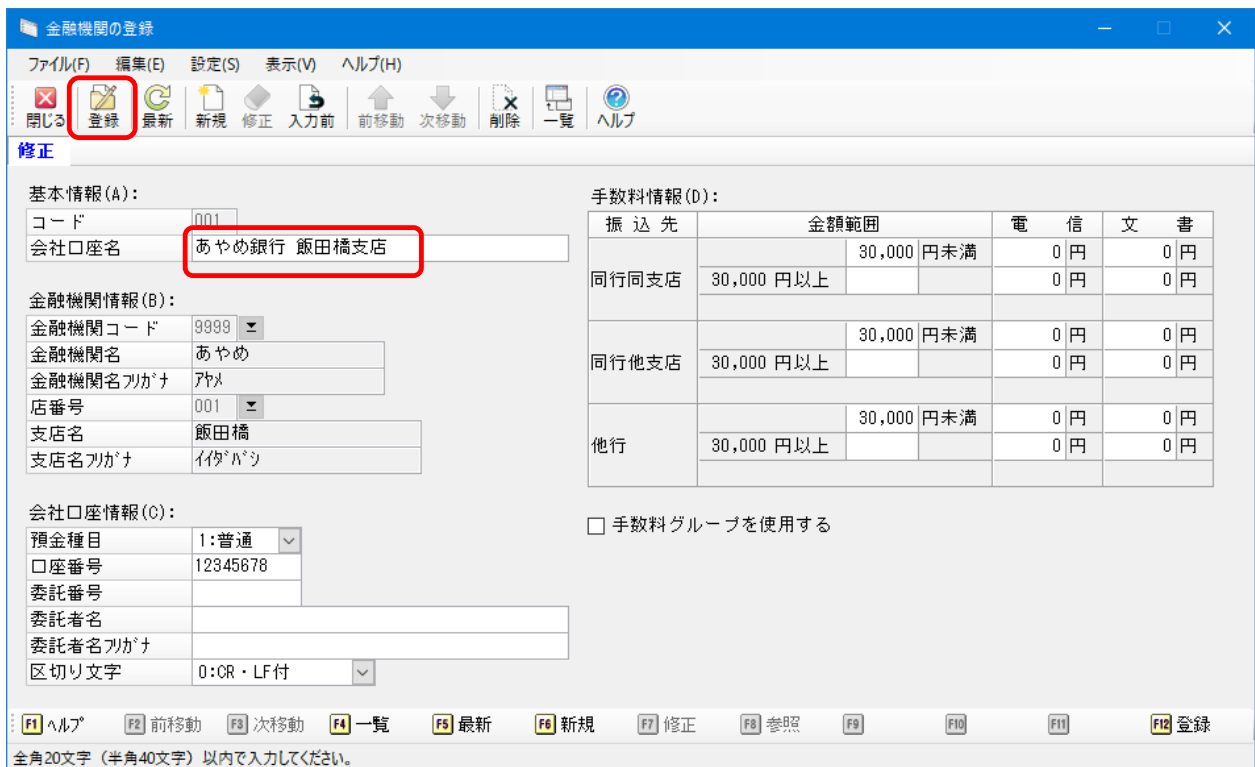 金融機関の登録
ファイル(F) 編集(E) 設定(S) 表示(V) ヘルプ(H)
閉じる 登録 最新 新規 修正 入力前 前移動 次移動 削除 一覧 ヘルプ
修正
基本情報(A):
コード 001
会社口座名 あやめ銀行 飯田橋支店
金融機関情報(B):
金融機関コード 9999
金融機関名 あやめ
金融機関名ﾌﾘｶﾞﾅ ｱﾔﾒ
店番号 001
支店名 飯田橋
支店名ﾌﾘｶﾞﾅ ｲｲﾀﾞﾊﾞｼ
会社口座情報(C):
預金種目 1:普通
口座番号 12345678
委託番号
委託者名
委託者名ﾌﾘｶﾞﾅ
区切り文字 0:CR・LF付
手数料情報(D):
振込先 金額範囲 電信 文書
30,000 円未満 0 円 0 円
同行同支店 30,000 円以上 0 円 0 円
30,000 円未満 0 円 0 円
同行他支店 30,000 円以上 0 円 0 円
30,000 円未満 0 円 0 円
他行 30,000 円以上 0 円 0 円
手数料グループを使用する
F1 ﾍﾙﾌﾟ F2 前移動 F3 次移動 F4 一覧 F5 最新 F6 新規 F7 修正 F8 参照 F9 F10 F11 F12 登録
全角20文字（半角40文字）以内で入力してください。